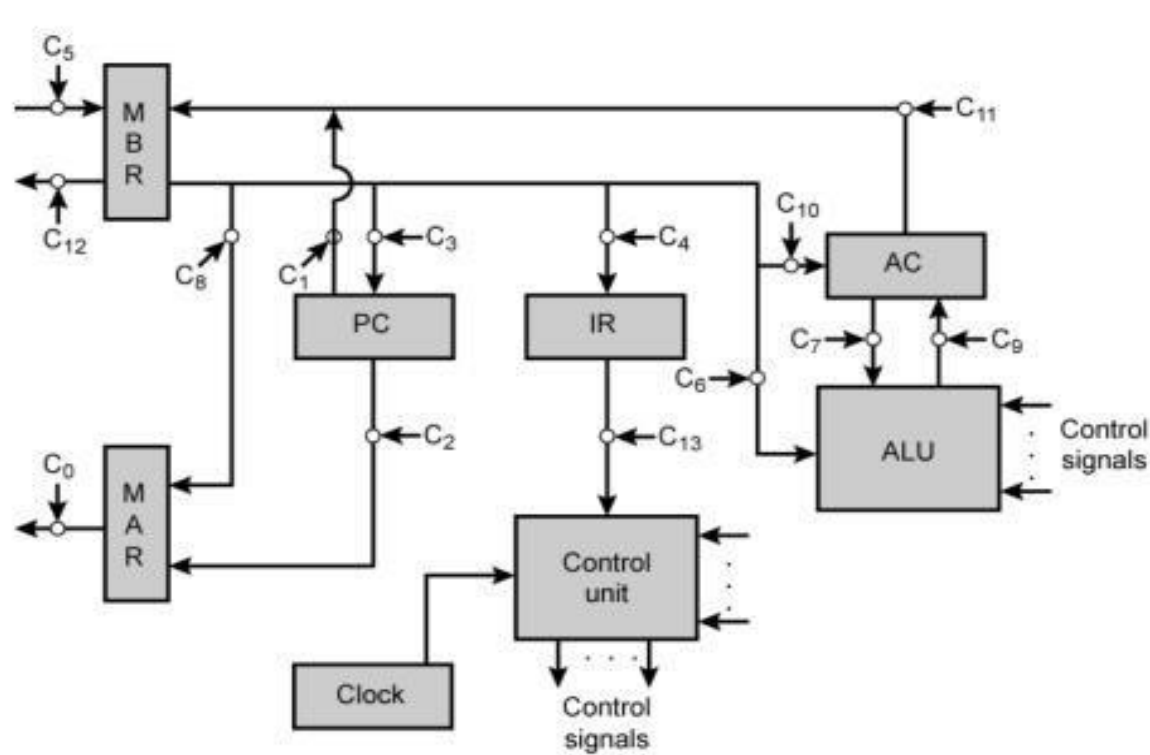 C5
M
B
R
C11
C12
C10
C8
C1
C3
C4
AC
PC
IR
C7
C9
C6
C2
C13
ALU
Control
signals
C0
M
A
R
Control
unit
Clock
Control
signals